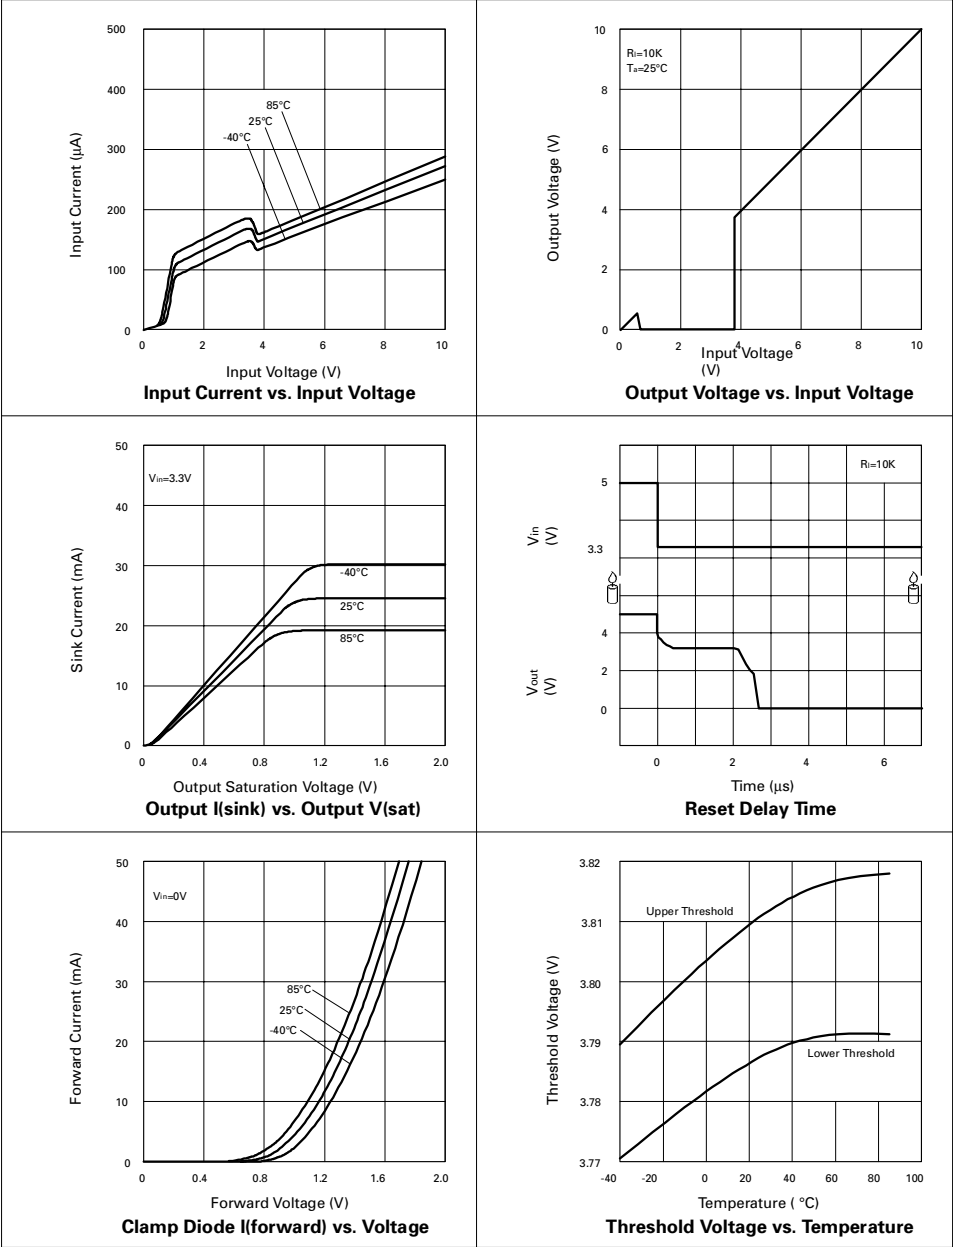 500
400
300
200
100
0
Input Current (µA)
85°C
25°C
-40°C
0 2 4 6 8 10
Input Voltage (V)
Input Current vs. Input Voltage
10
8
6
4
2
0
Output Voltage (V)
Rl=10K
Ta=25°C
0 2 4 6 8 10
Input Voltage
(V)
Output Voltage vs. Input Voltage
50
40
30
20
10
0
Sink Current (mA)
Vin=3.3V
-40°C
25°C
85°C
0 0.4 0.8 1.2 1.6 2.0
Output Saturation Voltage (V)
Output I(sink) vs. Output V(sat)
5
3.3
Vin
(V)
Rl=10K
4
2
0
Vout
(V)
0 2 4 6
Time (µs)
Reset Delay Time
50
40
30
20
10
0
Forward Current (mA)
Vin=0V
85°C
25°C
-40°C
0 0.4 0.8 1.2 1.6 2.0
Forward Voltage (V)
Clamp Diode I(forward) vs. Voltage
3.82
3.81
3.80
3.79
3.78
3.77
Threshold Voltage (V)
Upper Threshold
Lower Threshold
-40 -20 0 20 40 60 80 100
Temperature ( °C)
Threshold Voltage vs. Temperature